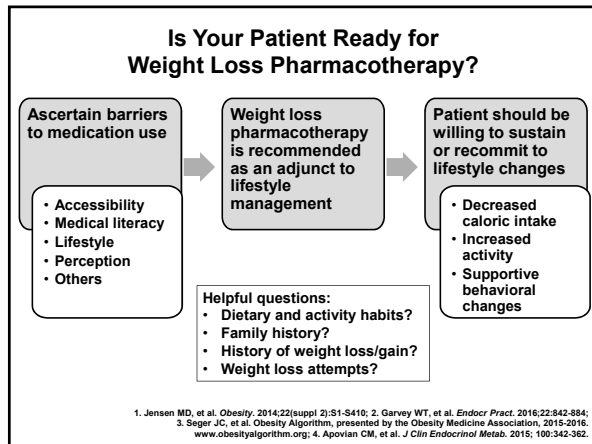 Is Your Patient Ready for
Weight Loss Pharmacotherapy?
Ascertain barriers
to medication use
• Accessibility
• Medical literacy
• Lifestyle
• Perception
• Others
Weight loss
pharmacotherapy
is recommended
as an adjunct to
lifestyle
management
Patient should be
willing to sustain
or recommit to
lifestyle changes
• Decreased
caloric intake
• Increased
activity
• Supportive
behavioral
changes
Helpful questions:
• Dietary and activity habits?
• Family history?
• History of weight loss/gain?
• Weight loss attempts?
1. Jensen MD, et al. Obesity. 2014;22(suppl 2):S1-S410; 2. Garvey WT, et al. Endocr Pract. 2016;22:842-884;
3. Seger JC, et al. Obesity Algorithm, presented by the Obesity Medicine Association, 2015-2016.
www.obesityalgorithm.org; 4. Apovian CM, et al. J Clin Endocrinol Metab. 2015; 100:342-362.